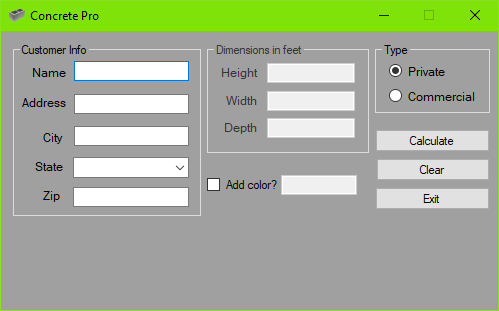 Concrete Pro
Customer Info
Name
Address
City
State
Zip
Dimensions in feet
Height
Width
Depth
Add color?
Type
Private
Commercial
Calculate
Clear
Exit